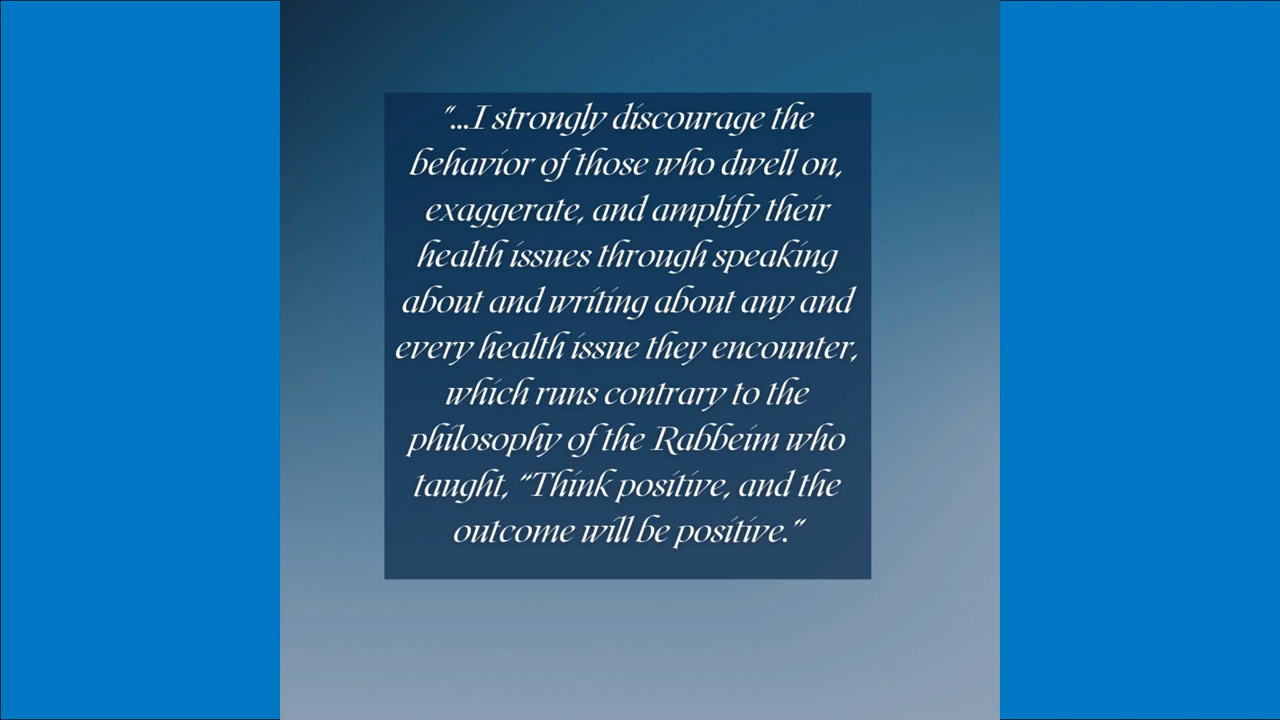 "...I strongly discourage the
behavior of those who dwell on,
exaggerate, and amplify their
health issues through speaking
about and writing about any and
every health issue they encounter,
which runs contrary to the
philosophy of the Rabbeim who
taught, "Think positive, and the
outcome will be positive."